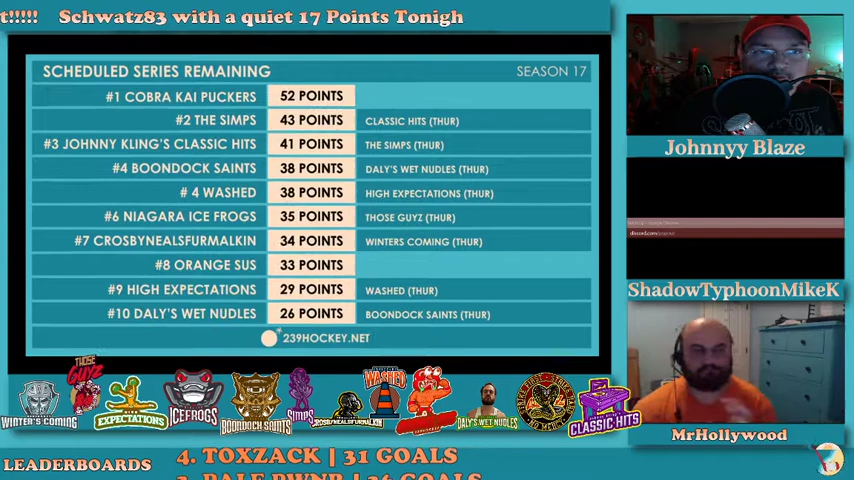 t!!!!! Schwatz83 with a quiet 17 Points Tonigh
SCHEDULED SERIES REMAINING SEASON 17
#1 COBRA KAI PUCKERS 52 POINTS
#2 THE SIMPS 43 POINTS CLASSIC HITS (THUR)
#3 JOHNNY KLING'S CLASSIC HITS 41 POINTS THE SIMPS (THUR)
#4 BOONDOCK SAINTS 38 POINTS DALY'S WET NUDLES (THUR)
# 4 WASHED 38 POINTS HIGH EXPECTATIONS (THUR)
#6 NIAGARA ICE FROGS 35 POINTS THOSE GUYZ (THUR)
#7 CROSBYNEALSFURMALKIN 34 POINTS WINTERS COMING (THUR)
#8 ORANGE SUS 33 POINTS
#9 HIGH EXPECTATIONS 29 POINTS WASHED (THUR)
#10 DALY'S WET NUDLES 26 POINTS BOONDOCK SAINTS (THUR)
239HOCKEY.NET
Johnnyy Blaze
ShadowTyphoonMikeK
MrHollywood
WINTER'S COMING
THOSE GUYZ
EXPECTATIONS
ICEFROGS
BOONDOCK SAINTS
SIMPS
CROSBYNEALSFURMALKIN
WASHED
DALY'S WET NUDLES
CLASSIC HITS
LEADERBOARDS
4. TOXZACK | 31 GOALS